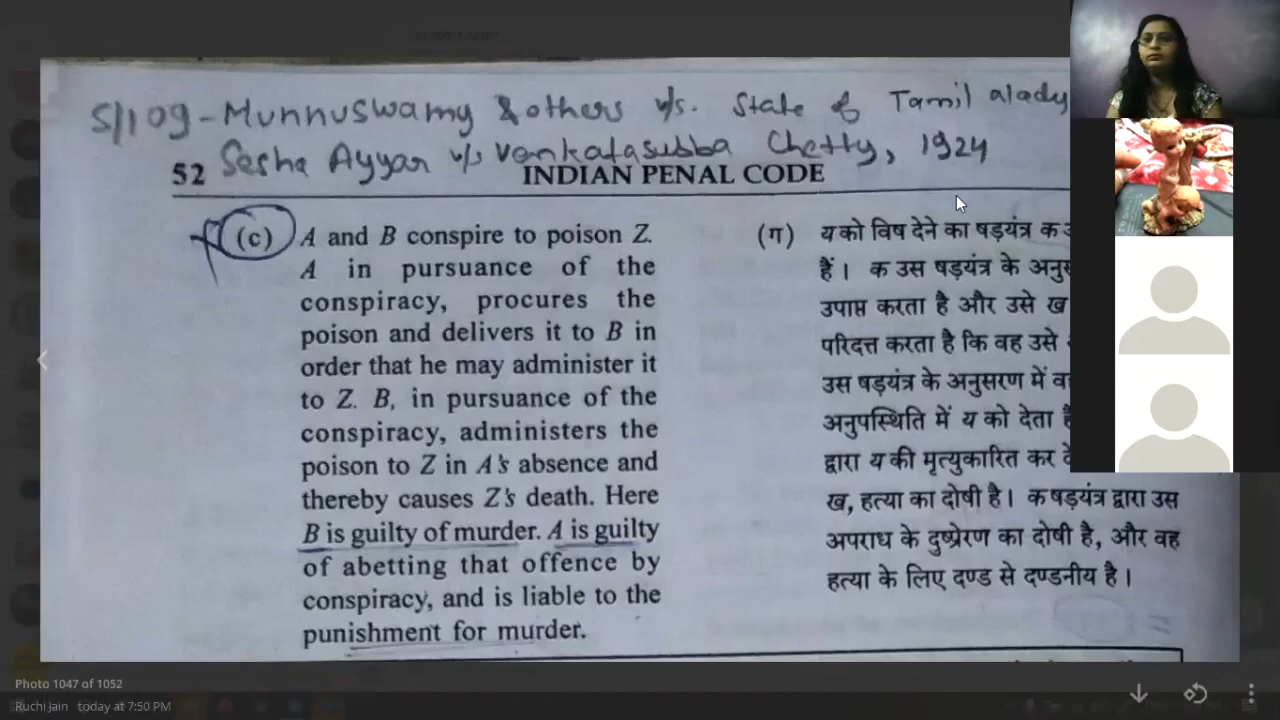 S/109 - Munnuswamy & others v/s. State of Tamil
Sesha Ayyar v/s Venkatasubba Chetty, 1924
52 INDIAN PENAL CODE
(c) A and B conspire to poison Z.
A in pursuance of the
conspiracy, procures the
poison and delivers it to B in
order that he may administer it
to Z. B, in pursuance of the
conspiracy, administers the
poison to Z in A's absence and
thereby causes Z's death. Here
B is guilty of murder. A is guilty
of abetting that offence by
conspiracy, and is liable to the
punishment for murder.
(ग) य को विष देने का षड़यंत्र क
हैं। क उस षड़यंत्र के
उपाप्त करता है और उसे ख
परिदत्त करता है कि वह उसे
उस षड़यंत्र के अनुसरण में
अनुपस्थिति में य को देता
द्वारा य की मृत्युकारित कर
ख, हत्या का दोषी है। क षड़यंत्र द्वारा उस
अपराध के दुष्प्रेरण का दोषी है, और वह
हत्या के लिए दण्ड से दण्डनीय है।
Photo 1047 of 1052
Ruchi Jain today at 7:50 PM